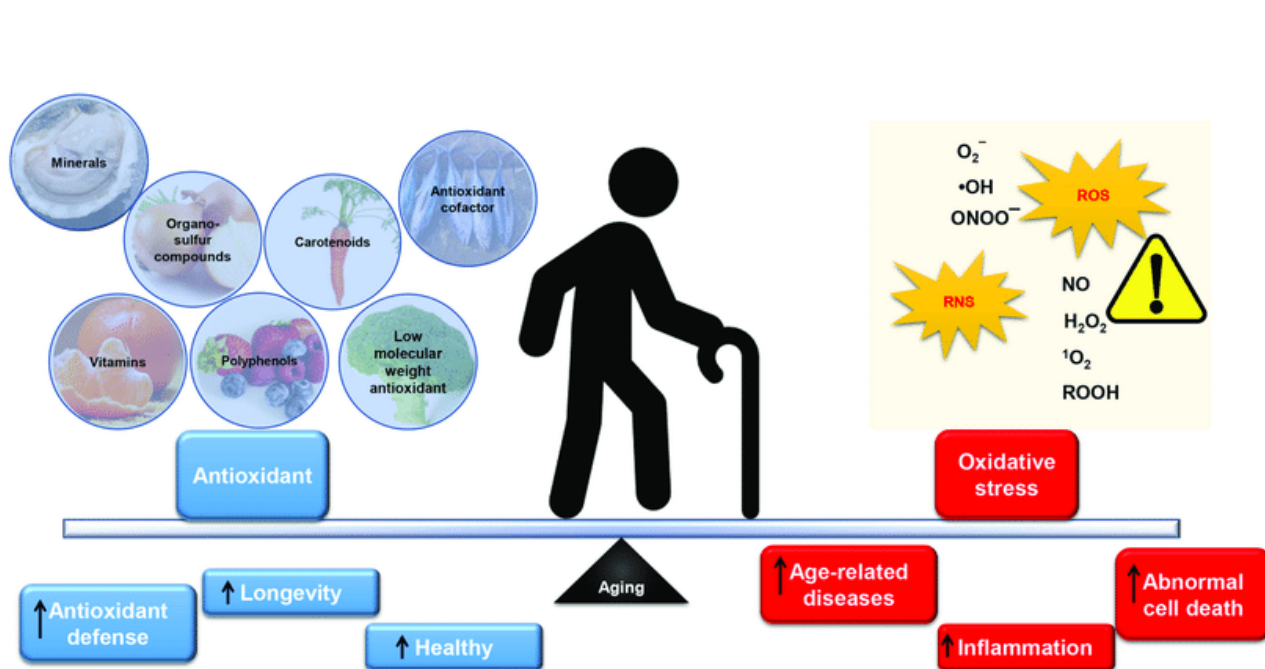 Minerals
Organo-
sulfur
compounds
Carotenoids
Antioxidant
cofactor
Vitamins
Polyphenols
Low
molecular
weight
antioxidant
O₂⁻
•OH
ONOO⁻
ROS
RNS
NO
H₂O₂
¹O₂
ROOH
Antioxidant
Oxidative
stress
Aging
↑ Antioxidant
defense
↑ Longevity
↑ Healthy
↑ Age-related
diseases
↑ Inflammation
↑ Abnormal
cell death